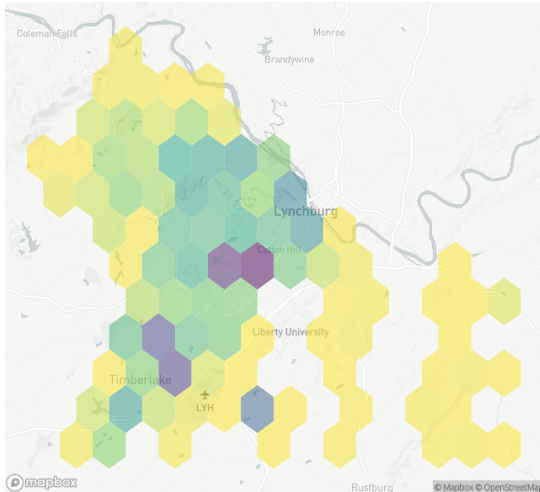 Coleman Falls
Monroe
Brandywine
Lynchburg
Cotton Hill
Liberty University
Timberlake
LYH
Rustburg
mapbox
© Mapbox © OpenStreetMap